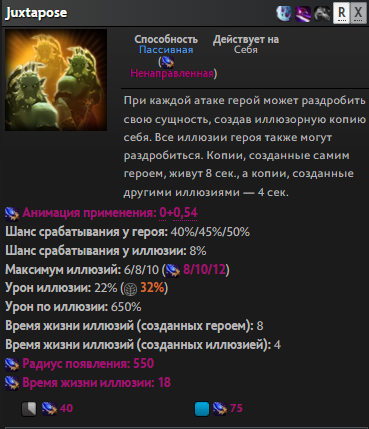 Juxtapose
R X
Способность Действует на
Пассивная Себя
(
Ненаправленная)
При каждой атаке герой может раздробить
свою сущность, создав иллюзорную копию
себя. Все иллюзии героя также могут
раздробиться. Копии, созданные самим
героем, живут 8 сек., а копии, созданные
другими иллюзиями — 4 сек.
Анимация применения: 0+0,54
Шанс срабатывания у героя: 40%/45%/50%
Шанс срабатывания у иллюзии: 8%
Максимум иллюзий: 6/8/10 ( 8/10/12)
Урон иллюзии: 22% ( 32%)
Урон по иллюзии: 650%
Время жизни иллюзий (созданных героем): 8
Время жизни иллюзий (созданных иллюзией): 4
Радиус появления: 550
Время жизни иллюзии: 18
40 75